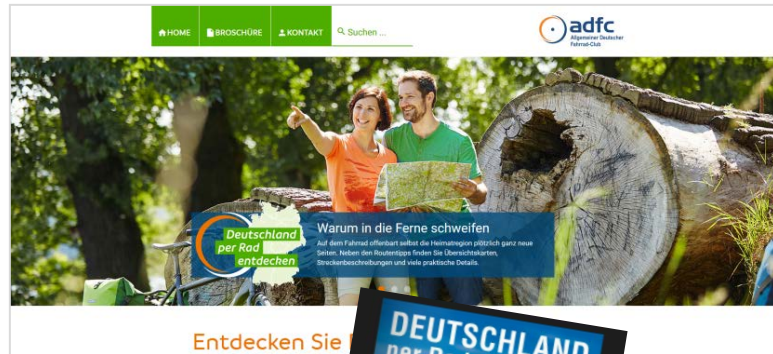 HOME
BROSCHÜRE
KONTAKT
Suchen ...
adfc
Allgemeiner Deutscher
Fahrrad-Club
Deutschland
per Rad
entdecken
Warum in die Ferne schweifen
Auf dem Fahrrad offenbart selbst die Heimatregion plötzlich ganz neue
Seiten. Neben den Routentipps finden Sie Übersichtskarten,
Streckenbeschreibungen und viele praktische Details.
Entdecken Sie
DEUTSCHLAND
per